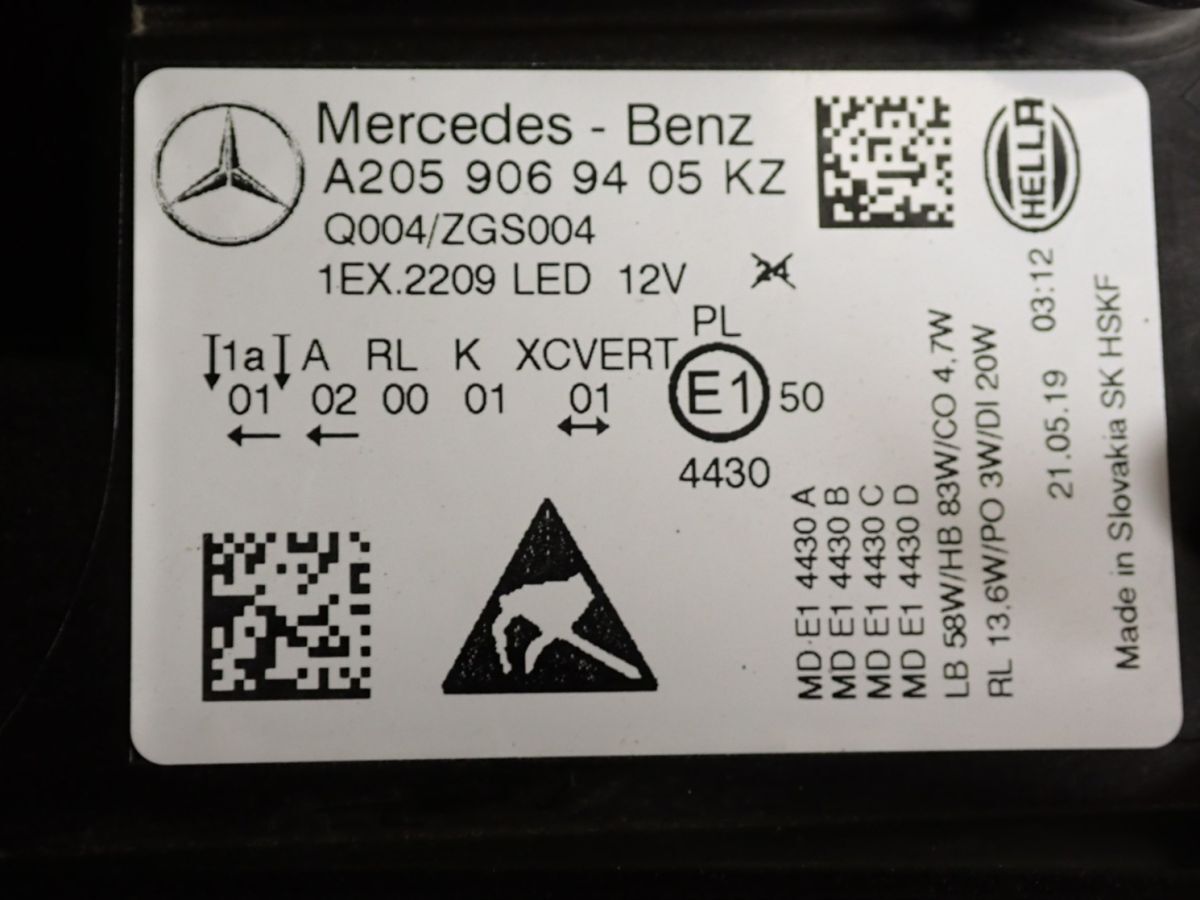 Mercedes - Benz
A205 906 94 05 KZ
Q004/ZGS004
1EX.2209 LED 12V
24
HELLA
PL
1a A RL K XCVERT
01 02 00 01 01
E1 50
4430
MD E1 4430 A
MD E1 4430 B
MD E1 4430 C
MD E1 4430 D
LB 58W/HB 83W/CO 4,7W
RL 13.6W/PO 3W/DI 20W
21.05.19 03:12
Made in Slovakia SK HSKF